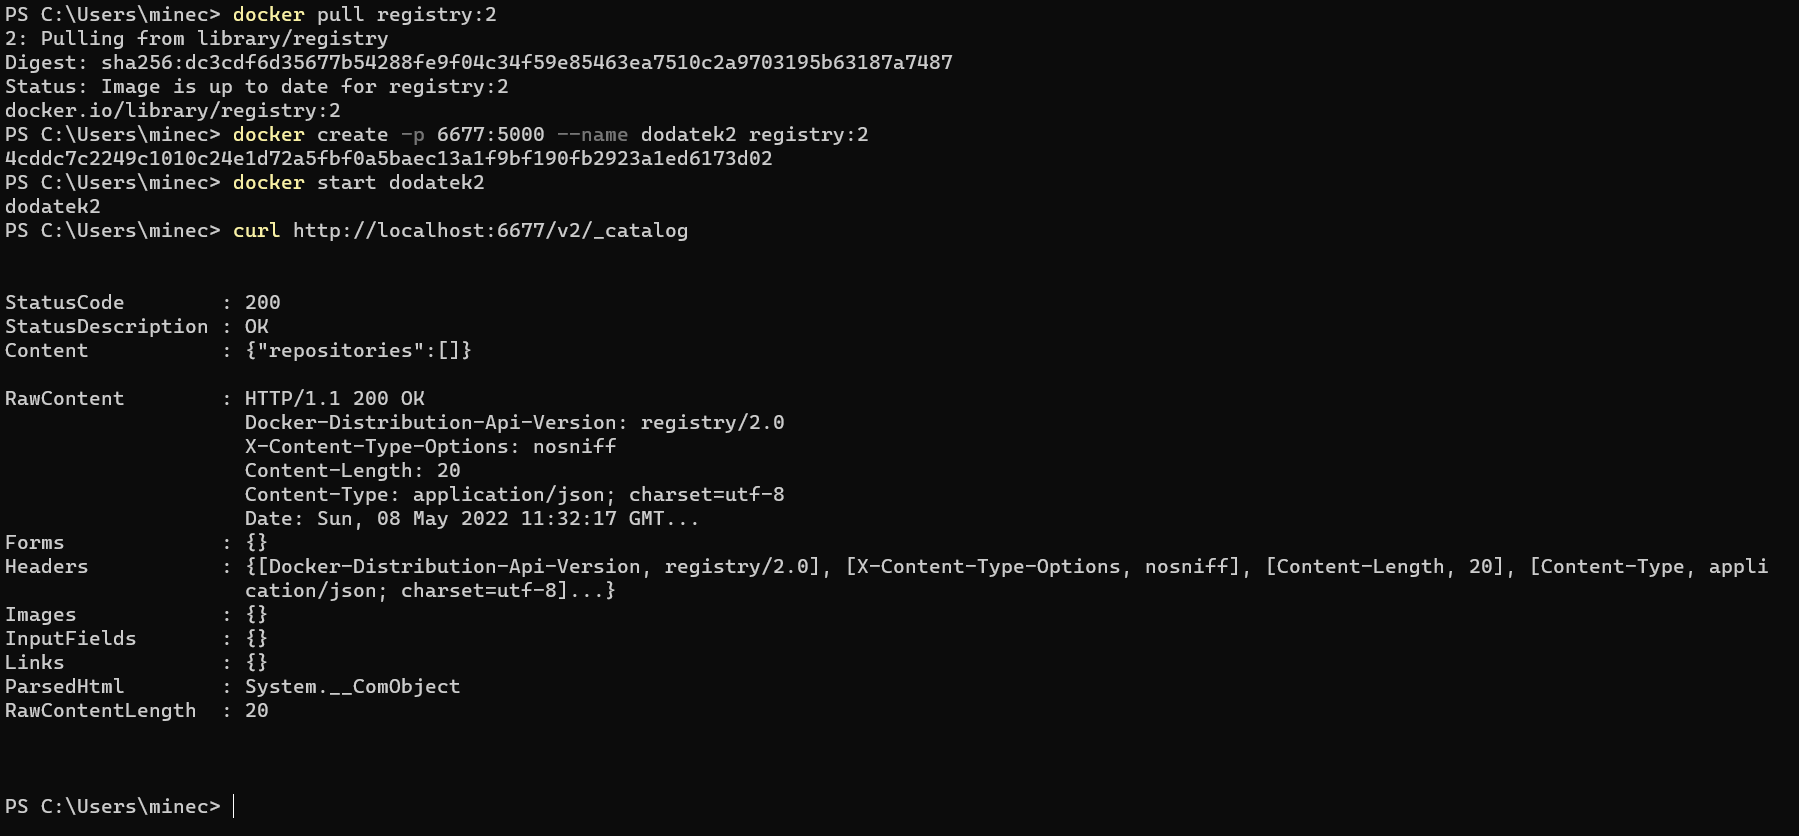 PS C:\Users\minec> docker pull registry:2
2: Pulling from library/registry
Digest: sha256:dc3cdf6d35677b54288fe9f04c34f59e85463ea7510c2a9703195b63187a7487
Status: Image is up to date for registry:2
docker.io/library/registry:2
PS C:\Users\minec> docker create -p 6677:5000 --name dodatek2 registry:2
4cddc7c2249c1010c24e1d72a5fbf0a5baec13a1f9bf190fb2923a1ed6173d02
PS C:\Users\minec> docker start dodatek2
dodatek2
PS C:\Users\minec> curl http://localhost:6677/v2/_catalog
StatusCode        : 200
StatusDescription : OK
Content           : {"repositories":[]}
RawContent        : HTTP/1.1 200 OK
                    Docker-Distribution-Api-Version: registry/2.0
                    X-Content-Type-Options: nosniff
                    Content-Length: 20
                    Content-Type: application/json; charset=utf-8
                    Date: Sun, 08 May 2022 11:32:17 GMT...
Forms             : {}
Headers           : {[Docker-Distribution-Api-Version, registry/2.0], [X-Content-Type-Options, nosniff], [Content-Length, 20], [Content-Type, appli
                    cation/json; charset=utf-8]...}
Images            : {}
InputFields       : {}
Links             : {}
ParsedHtml        : System.__ComObject
RawContentLength  : 20
PS C:\Users\minec>